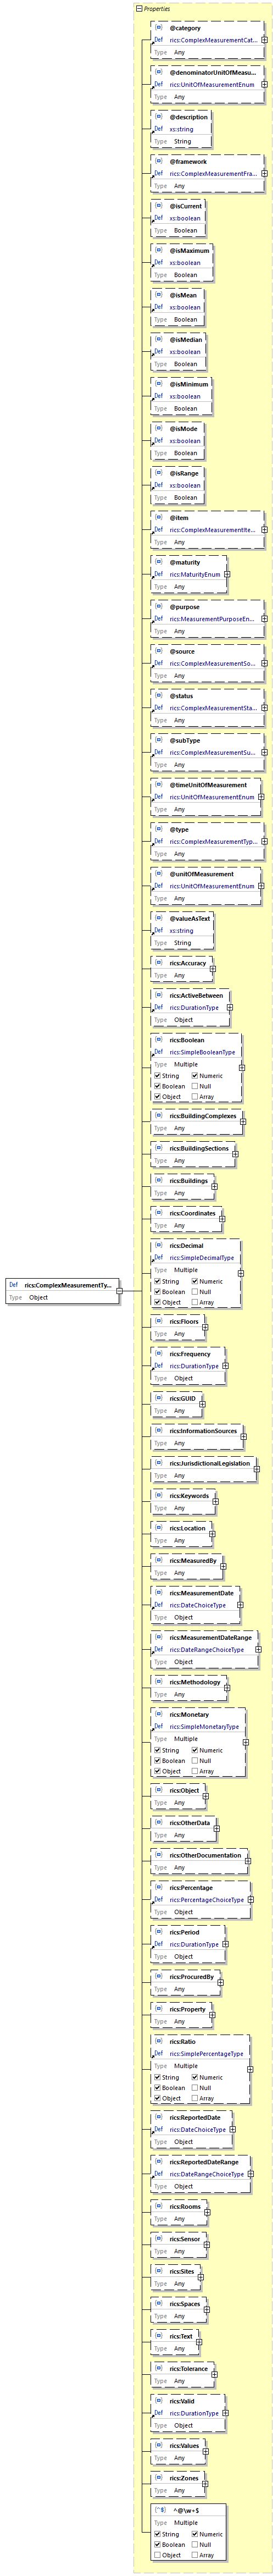 Properties
@category
Def rics:ComplexMeasurementCat...
Type Any
@denominatorUnitOfMeasu...
Def rics:UnitOfMeasurementEnum
Type Any
@description
Def xs:string
Type String
@framework
Def rics:ComplexMeasurementFra...
Type Any
@isCurrent
Def xs:boolean
Type Boolean
@isMaximum
Def xs:boolean
Type Boolean
@isMean
Def xs:boolean
Type Boolean
@isMedian
Def xs:boolean
Type Boolean
@isMinimum
Def xs:boolean
Type Boolean
@isMode
Def xs:boolean
Type Boolean
@isRange
Def xs:boolean
Type Boolean
@item
Def rics:ComplexMeasurementIte...
Type Any
@maturity
Def rics:MaturityEnum
Type Any
@purpose
Def rics:MeasurementPurposeEn...
Type Any
@source
Def rics:ComplexMeasurementSo...
Type Any
@status
Def rics:ComplexMeasurementSta...
Type Any
@subType
Def rics:ComplexMeasurementSu...
Type Any
@timeUnitOfMeasurement
Def rics:UnitOfMeasurementEnum
Type Any
@type
Def rics:ComplexMeasurementTyp...
Type Any
@unitOfMeasurement
Def rics:UnitOfMeasurementEnum
Type Any
@valueAsText
Def xs:string
Type String
rics:Accuracy
Type Any
rics:ActiveBetween
Def rics:DurationType
Type Object
rics:Boolean
Def rics:SimpleBooleanType
Type Multiple
String Numeric
Boolean Null
Object Array
rics:BuildingComplexes
Type Any
rics:BuildingSections
Type Any
rics:Buildings
Type Any
rics:Coordinates
Type Any
rics:Decimal
Def rics:SimpleDecimalType
Type Multiple
String Numeric
Boolean Null
Object Array
Def rics:ComplexMeasurementTy...
Type Object
rics:Floors
Type Any
rics:Frequency
Def rics:DurationType
Type Object
rics:GUID
Type Any
rics:InformationSources
Type Any
rics:JurisdictionalLegislation
Type Any
rics:Keywords
Type Any
rics:Location
Type Any
rics:MeasuredBy
Type Any
rics:MeasurementDate
Def rics:DateChoiceType
Type Object
rics:MeasurementDateRange
Def rics:DateRangeChoiceType
Type Object
rics:Methodology
Type Any
rics:Monetary
Def rics:SimpleMonetaryType
Type Multiple
String Numeric
Boolean Null
Object Array
rics:Object
Type Any
rics:OtherData
Type Any
rics:OtherDocumentation
Type Any
rics:Percentage
Def rics:PercentageChoiceType
Type Object
rics:Period
Def rics:DurationType
Type Object
rics:ProcuredBy
Type Any
rics:Property
Type Any
rics:Ratio
Def rics:SimplePercentageType
Type Multiple
String Numeric
Boolean Null
Object Array
rics:ReportedDate
Def rics:DateChoiceType
Type Object
rics:ReportedDateRange
Def rics:DateRangeChoiceType
Type Object
rics:Rooms
Type Any
rics:Sensor
Type Any
rics:Sites
Type Any
rics:Spaces
Type Any
rics:Text
Type Any
rics:Tolerance
Type Any
rics:Valid
Def rics:DurationType
Type Object
rics:Values
Type Any
rics:Zones
Type Any
^@\w+$
Type Multiple
String Numeric
Boolean Null
Object Array